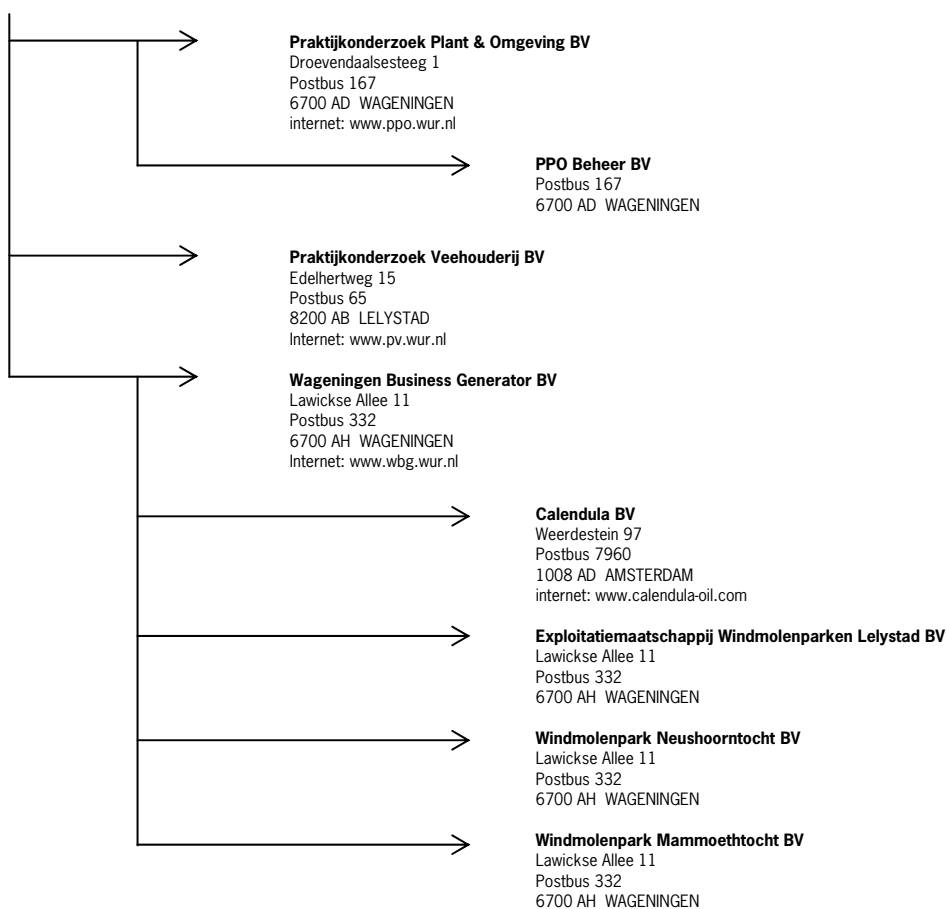 Praktijkonderzoek Plant & Omgeving BV
Droevendaalsesteeg 1
Postbus 167
6700 AD WAGENINGEN
internet: www.ppo.wur.nl
PPO Beheer BV
Postbus 167
6700 AD WAGENINGEN
Praktijkonderzoek Veehouderij BV
Edelhertweg 15
Postbus 65
8200 AB LELYSTAD
Internet: www.pv.wur.nl
Wageningen Business Generator BV
Lawickse Allee 11
Postbus 332
6700 AH WAGENINGEN
Internet: www.wbg.wur.nl
Calendula BV
Weerdestein 97
Postbus 7960
1008 AD AMSTERDAM
internet: www.calendula-oil.com
Exploitatiemaatschappij Windmolenparken Lelystad BV
Lawickse Allee 11
Postbus 332
6700 AH WAGENINGEN
Windmolenpark Neushoorntocht BV
Lawickse Allee 11
Postbus 332
6700 AH WAGENINGEN
Windmolenpark Mammoethtocht BV
Lawickse Allee 11
Postbus 332
6700 AH WAGENINGEN